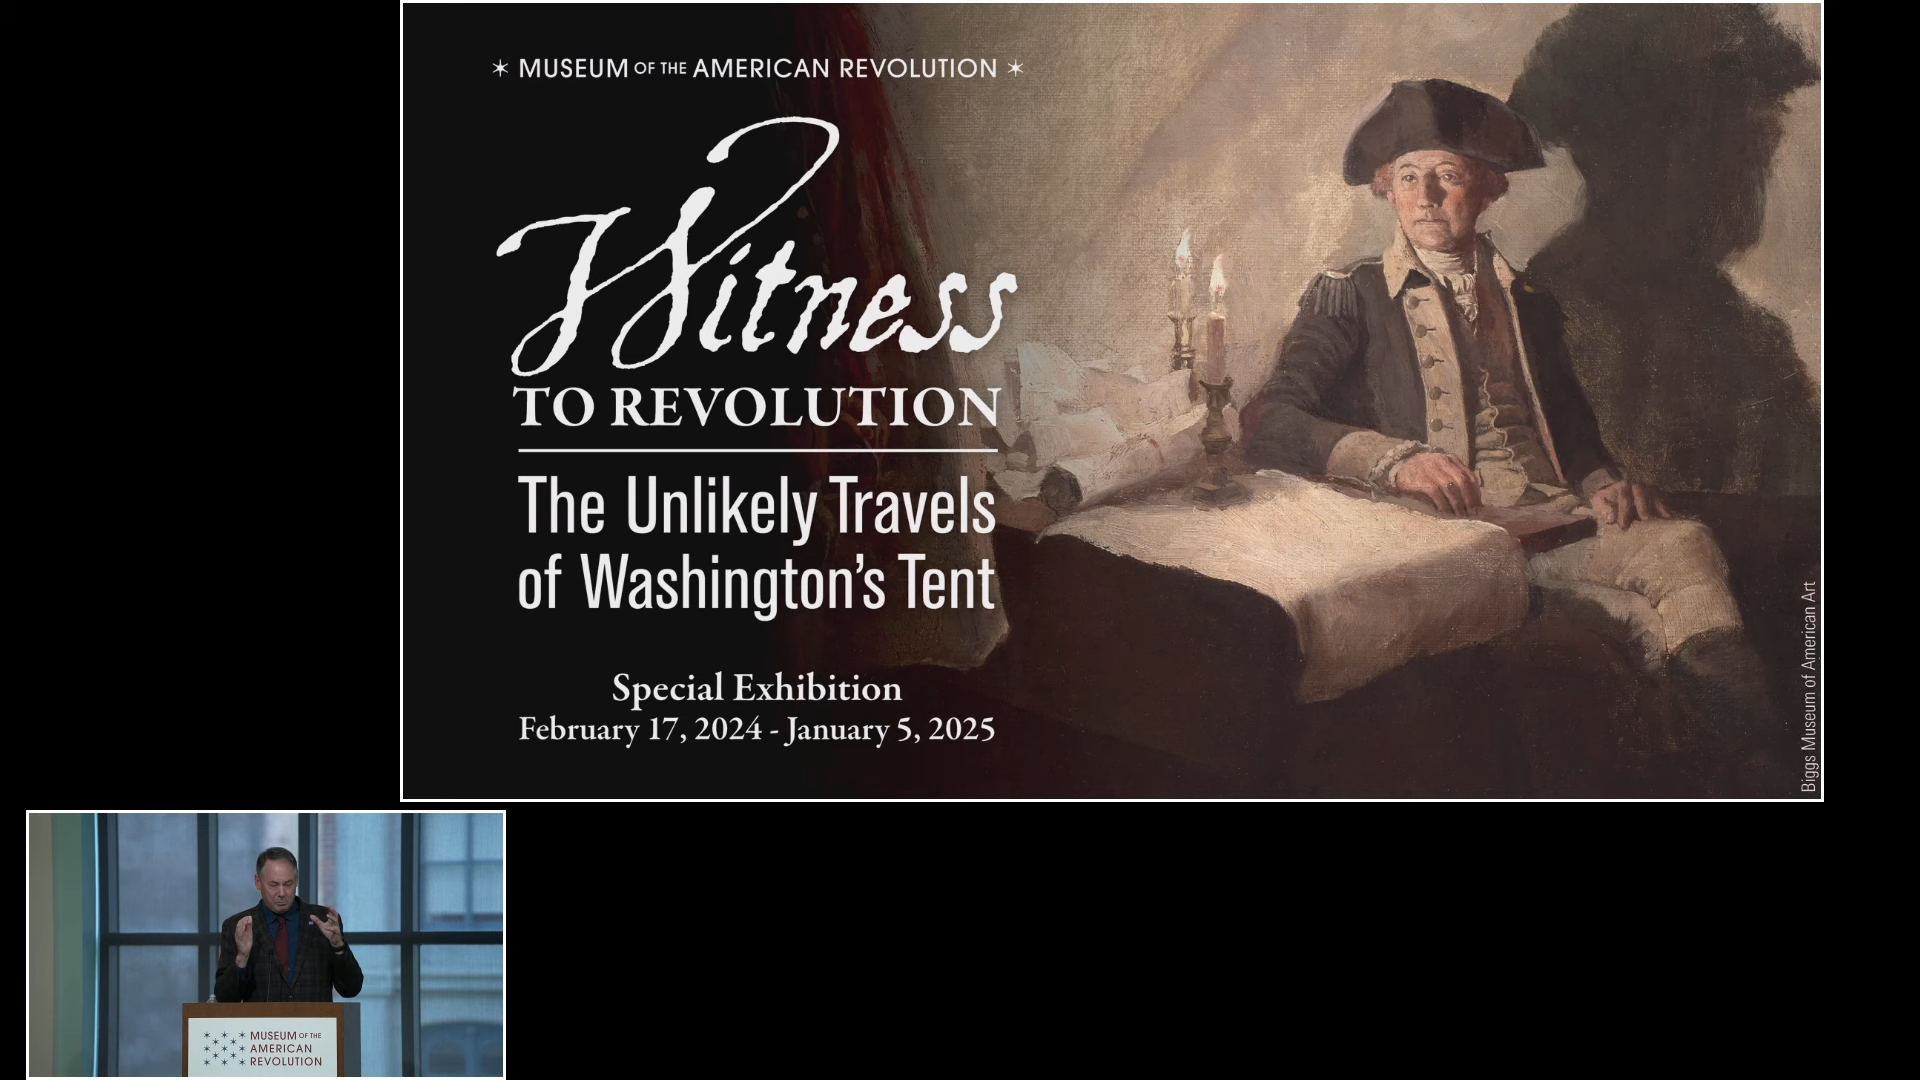 MUSEUM OF THE AMERICAN REVOLUTION
Witness
TO REVOLUTION
The Unlikely Travels
of Washington's Tent
Special Exhibition
February 17, 2024 - January 5, 2025
Biggs Museum of American Art
MUSEUM OF THE
AMERICAN
REVOLUTION